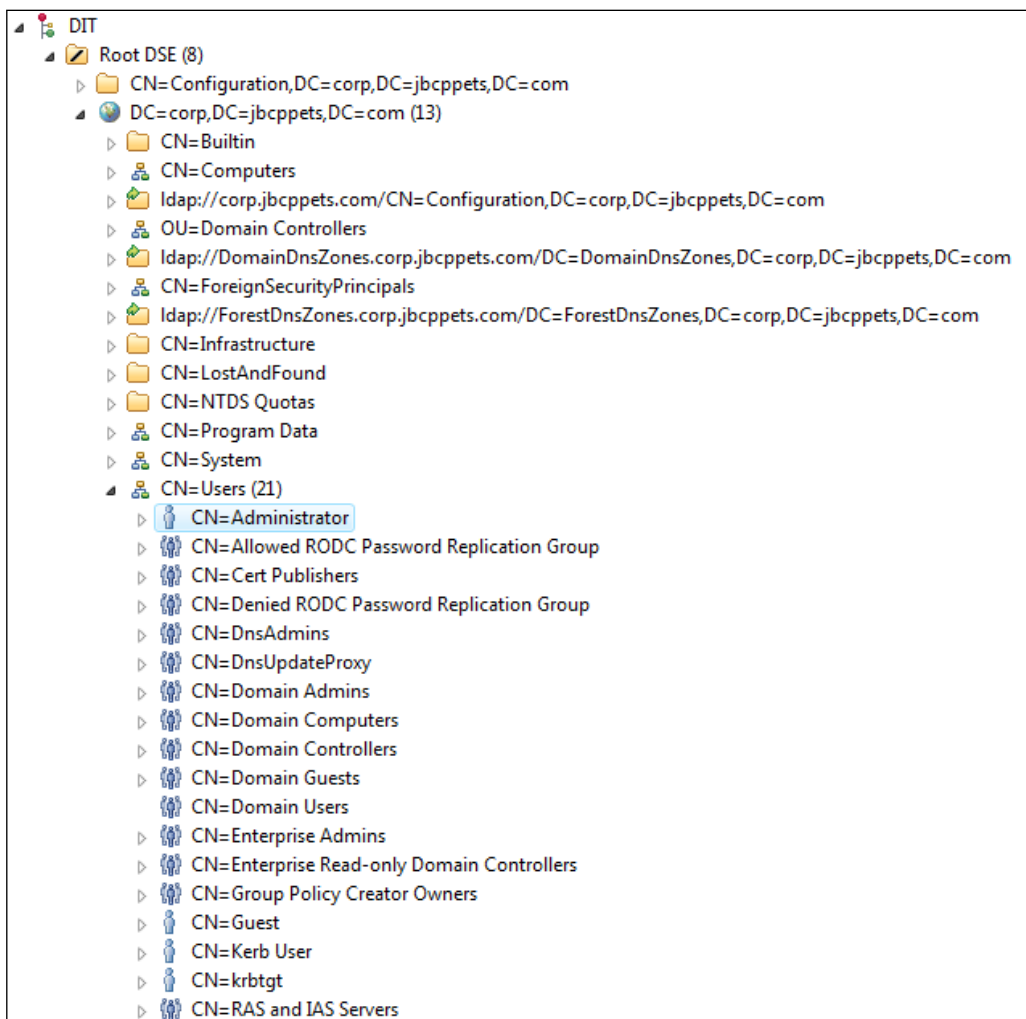 DIT
Root DSE (8)
CN=Configuration,DC=corp,DC=jbcppets,DC=com
DC=corp,DC=jbcppets,DC=com (13)
CN=Builtin
CN=Computers
ldap://corp.jbcppets.com/CN=Configuration,DC=corp,DC=jbcppets,DC=com
OU=Domain Controllers
ldap://DomainDnsZones.corp.jbcppets.com/DC=DomainDnsZones,DC=corp,DC=jbcppets,DC=com
CN=ForeignSecurityPrincipals
ldap://ForestDnsZones.corp.jbcppets.com/DC=ForestDnsZones,DC=corp,DC=jbcppets,DC=com
CN=Infrastructure
CN=LostAndFound
CN=NTDS Quotas
CN=Program Data
CN=System
CN=Users (21)
CN=Administrator
CN=Allowed RODC Password Replication Group
CN=Cert Publishers
CN=Denied RODC Password Replication Group
CN=DnsAdmins
CN=DnsUpdateProxy
CN=Domain Admins
CN=Domain Computers
CN=Domain Controllers
CN=Domain Guests
CN=Domain Users
CN=Enterprise Admins
CN=Enterprise Read-only Domain Controllers
CN=Group Policy Creator Owners
CN=Guest
CN=Kerb User
CN=krbtgt
CN=RAS and IAS Servers